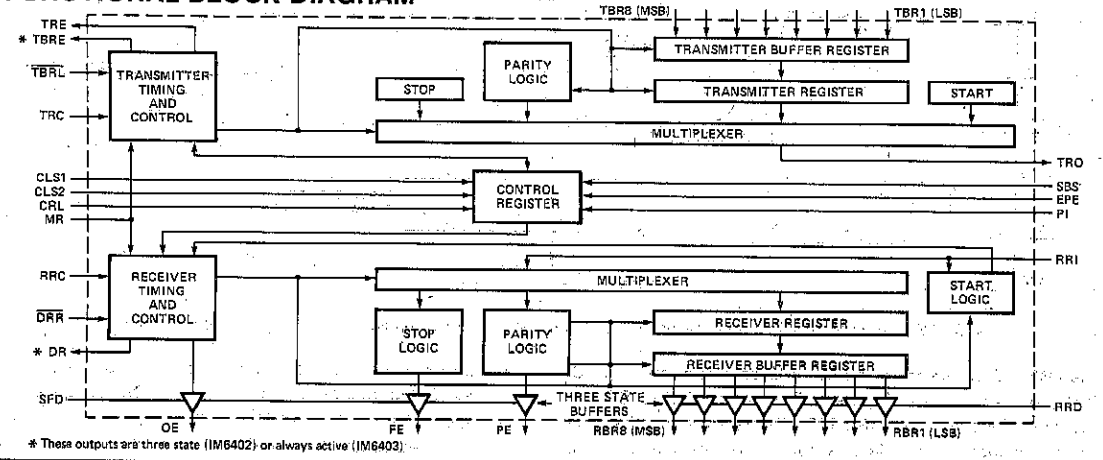 FUNCTIONAL BLOCK DIAGRAM
TRE
TBR8 (MSB)
TBR1 (LSB)
* TBRE
TBRL
TRC
TRANSMITTER
TIMING
AND
CONTROL
TRANSMITTER BUFFER REGISTER
PARITY
LOGIC
STOP
TRANSMITTER REGISTER
START
MULTIPLEXER
TRO
CLS1
CLS2
CRL
MR
CONTROL
REGISTER
SBS
EPE
PI
RRI
RRC
DRR
* DR
RECEIVER
TIMING
AND
CONTROL
MULTIPLEXER
START
LOGIC
STOP
LOGIC
PARITY
LOGIC
RECEIVER REGISTER
RECEIVER BUFFER REGISTER
SFD
THREE STATE
BUFFERS
RRD
OE
FE
PE
RBR8 (MSB)
RBR1 (LSB)
* These outputs are three state (IM6402) or always active (IM6403)